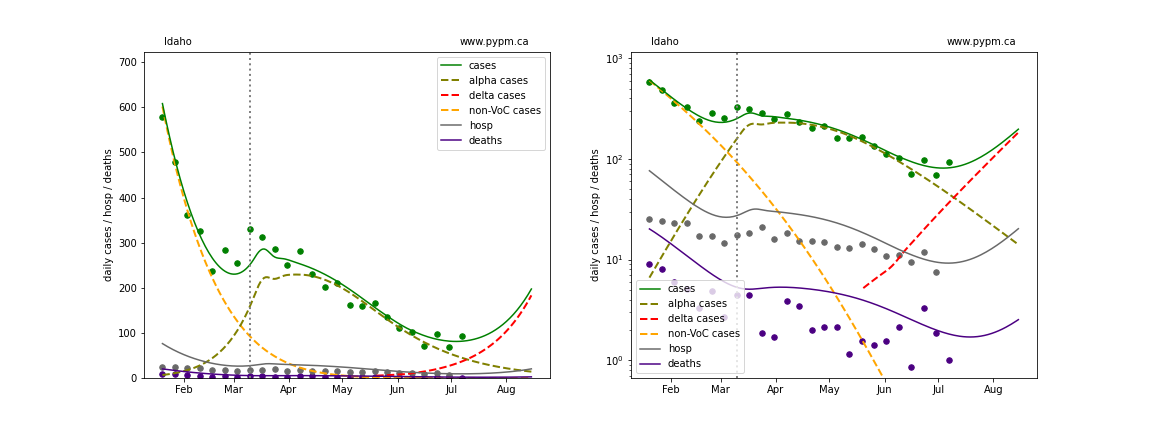 Idaho
www.pypm.ca
daily cases / hosp / deaths
700
600
500
400
300
200
100
0
Feb
Mar
Apr
May
Jun
Jul
Aug
cases
alpha cases
delta cases
non-VoC cases
hosp
deaths
Idaho
www.pypm.ca
daily cases / hosp / deaths
10³
10²
10¹
10⁰
Feb
Mar
Apr
May
Jun
Jul
Aug
cases
alpha cases
delta cases
non-VoC cases
hosp
deaths